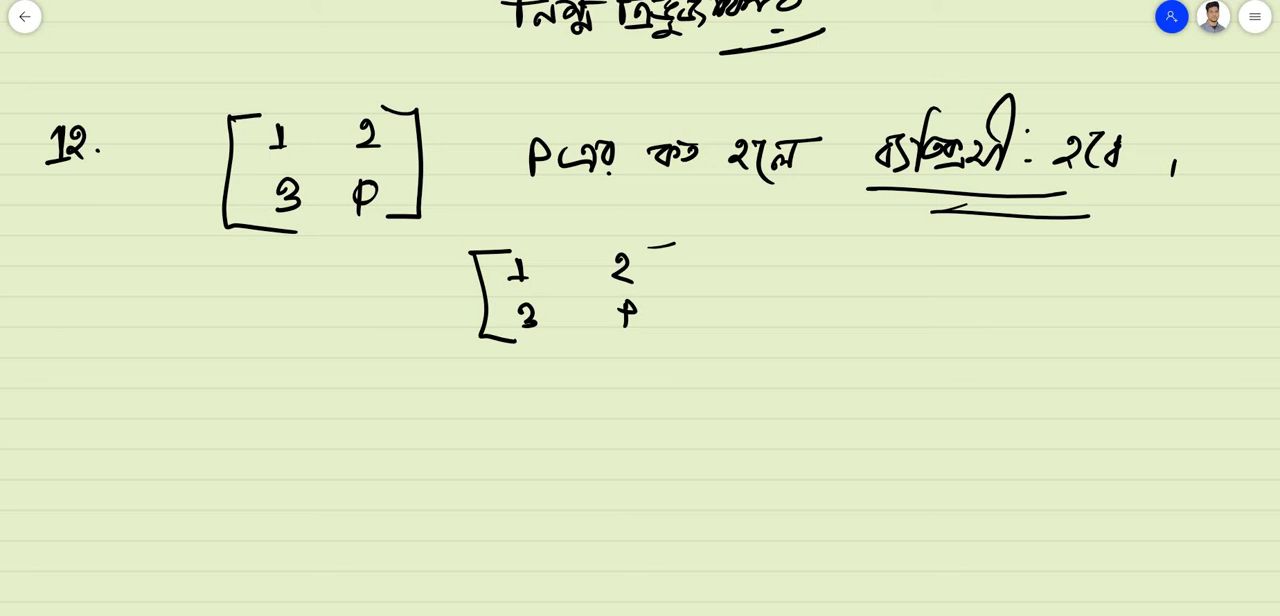 নিম্ন ত্রিভুজ
12. [1 2
3 P] P এর কত হলে ব্যতিক্রমী: হবে,
[1 2
3 P